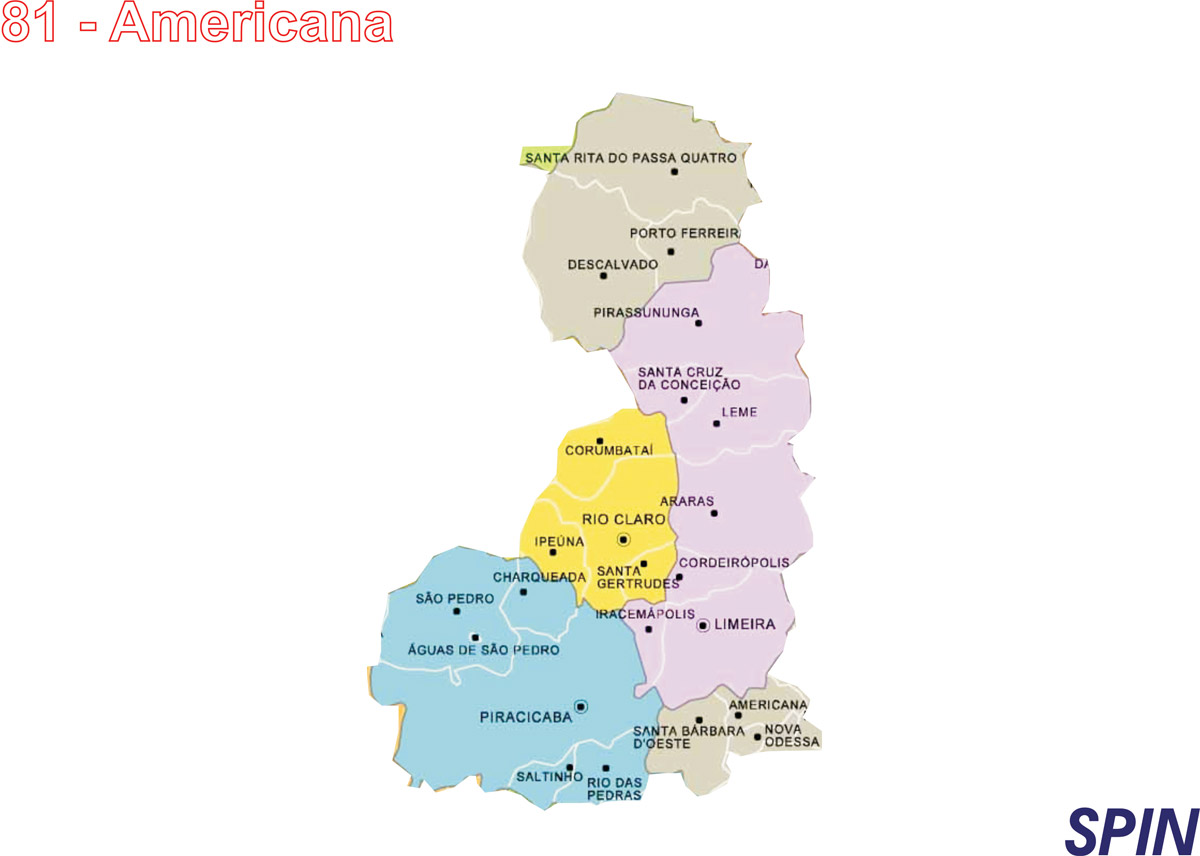 81 - Americana
SANTA RITA DO PASSA QUATRO
PORTO FERREIR
DESCALVADO
DA
PIRASSUNUNGA
SANTA CRUZ
DA CONCEIÇÃO
LEME
CORUMBATAÍ
ARARAS
RIO CLARO
IPEÚNA
CORDEIRÓPOLIS
SANTA
GERTRUDES
CHARQUEADA
SÃO PEDRO
IRACEMÁPOLIS
LIMEIRA
ÁGUAS DE SÃO PEDRO
AMERICANA
PIRACICABA
SANTA BÁRBARA
D'OESTE
NOVA
ODESSA
SALTINHO
RIO DAS
PEDRAS
SPIN